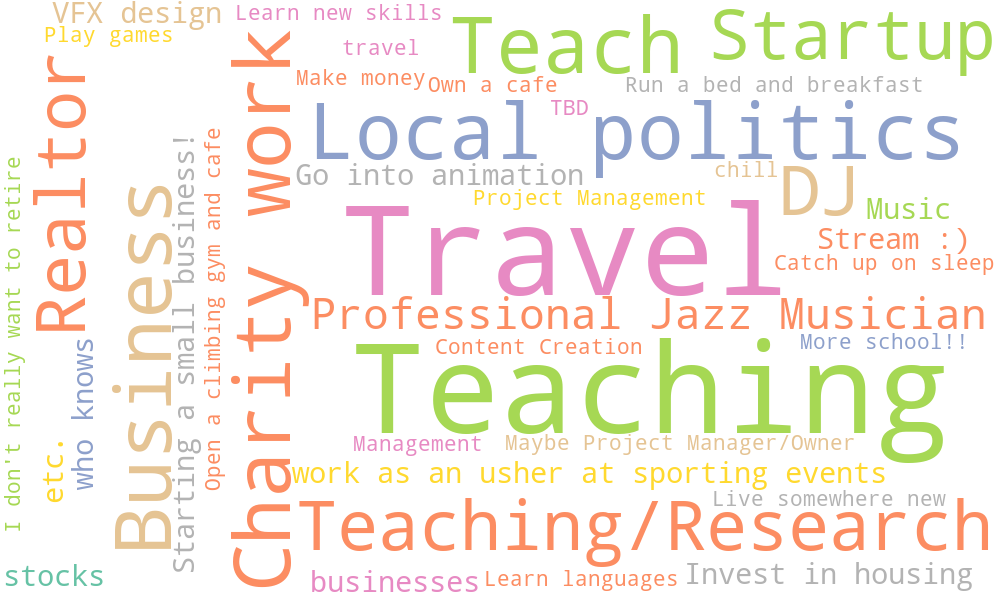 VFX design
Learn new skills
Play games
travel
Teach
Startup
Make money
Own a cafe
Run a bed and breakfast
TBD
Local politics
Go into animation
chill
DJ
Project Management
Music
Travel
Stream :)
Catch up on sleep
Professional Jazz Musician
More school!!
Content Creation
Teaching
Management
Maybe Project Manager/Owner
work as an usher at sporting events
Live somewhere new
Teaching/Research
businesses
Learn languages
Invest in housing
I don't really want to retire
Realtor
etc.
who knows
Business
Starting a small business!
Open a climbing gym and cafe
Charity work
stocks